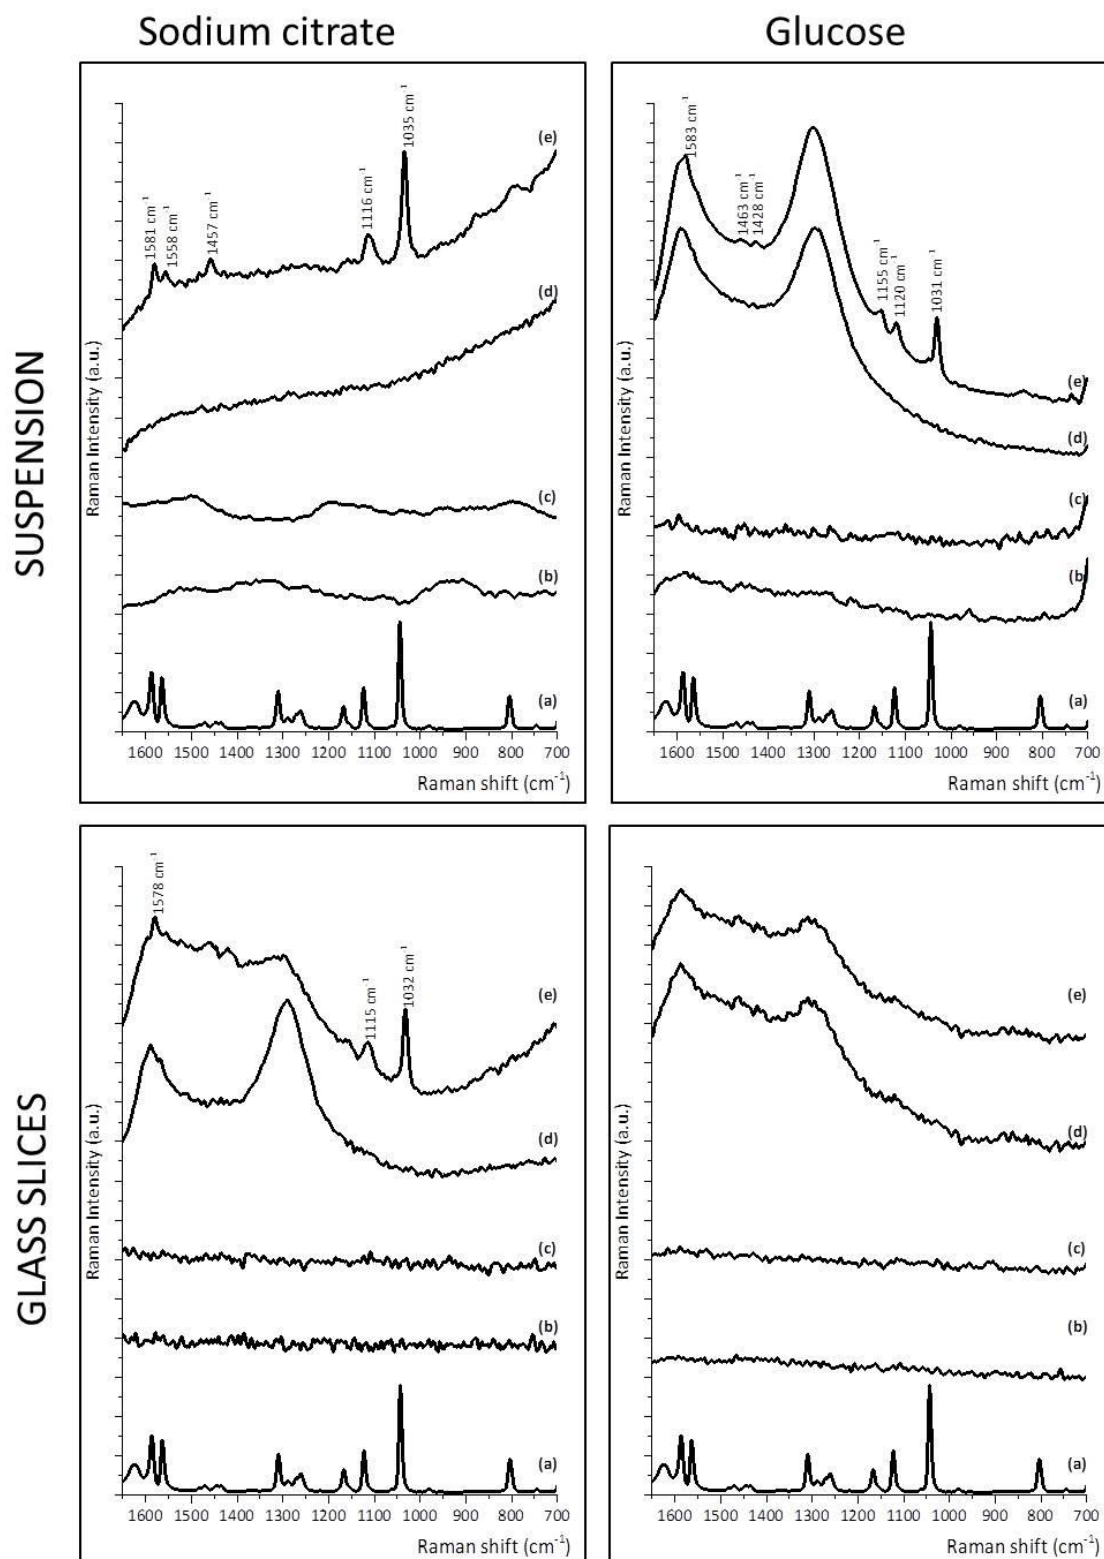 Sodium citrate
Glucose
SUSPENSION
Raman Intensity (a.u.)
1581 cm⁻¹
1558 cm⁻¹
1457 cm⁻¹
1116 cm⁻¹
1035 cm⁻¹
(e)
(d)
(c)
(b)
(a)
1600 1500 1400 1300 1200 1100 1000 900 800 700
Raman shift (cm⁻¹)
Raman Intensity (a.u.)
1583 cm⁻¹
1463 cm⁻¹
1428 cm⁻¹
1155 cm⁻¹
1120 cm⁻¹
1031 cm⁻¹
(e)
(d)
(c)
(b
(a)
1600 1500 1400 1300 1200 1100 1000 900 800 700
Raman shift (cm⁻¹)
GLASS SLICES
Raman Intensity (a.u.)
1578 cm⁻¹
1115 cm⁻¹
1032 cm⁻¹
(e)
(d)
(c)
(b)
(a)
1600 1500 1400 1300 1200 1100 1000 900 800 700
Raman shift (cm⁻¹)
Raman Intensity (a.u.)
(e)
(d)
(c)
(b)
(a)
1600 1500 1400 1300 1200 1100 1000 900 800 700
Raman shift (cm⁻¹)